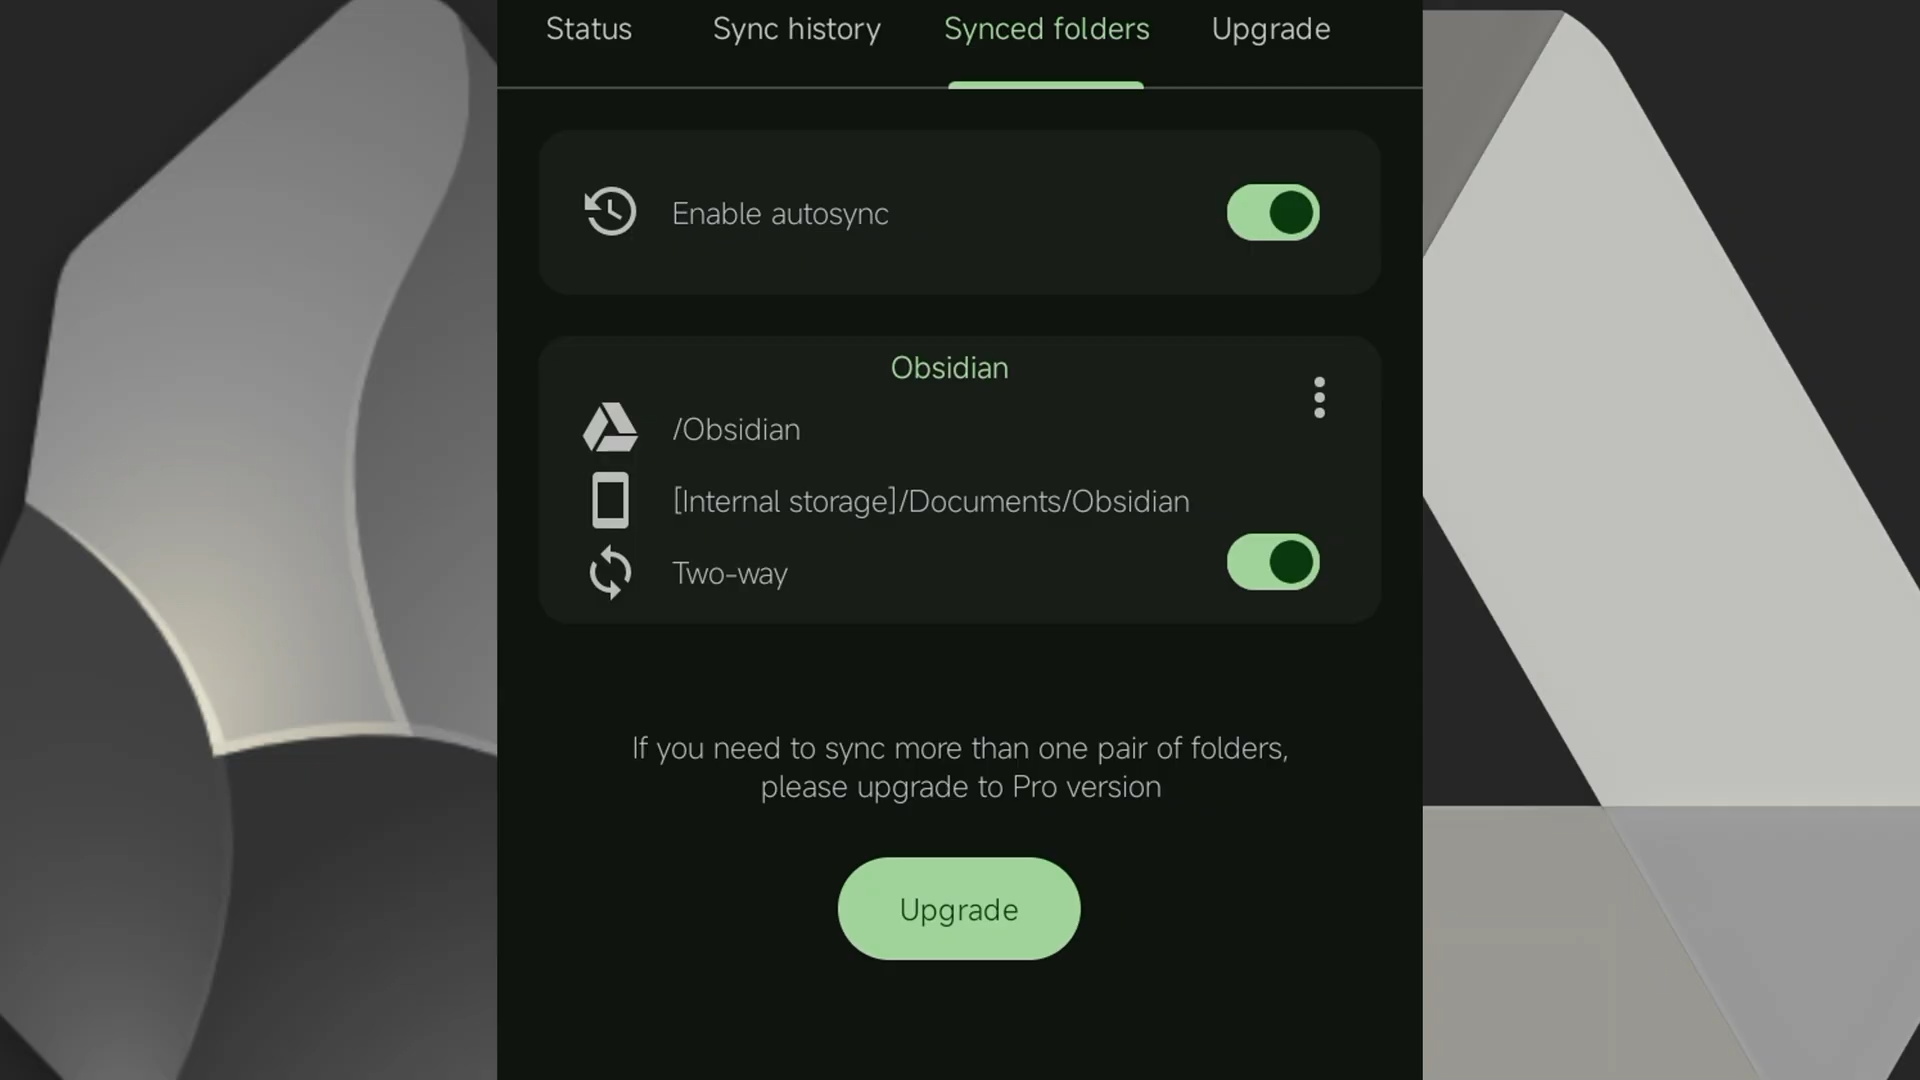 Status Sync history Synced folders Upgrade
Enable autosync
Obsidian
/Obsidian
[Internal storage]/Documents/Obsidian
Two-way
If you need to sync more than one pair of folders,
please upgrade to Pro version
Upgrade